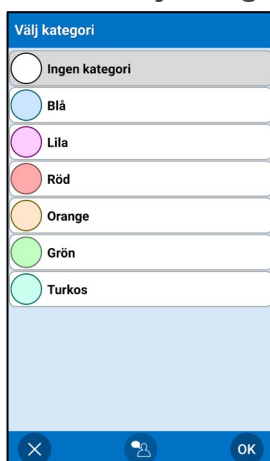 Välj kategori
Ingen kategori
Blå
Lila
Röd
Orange
Grön
Turkos
OK